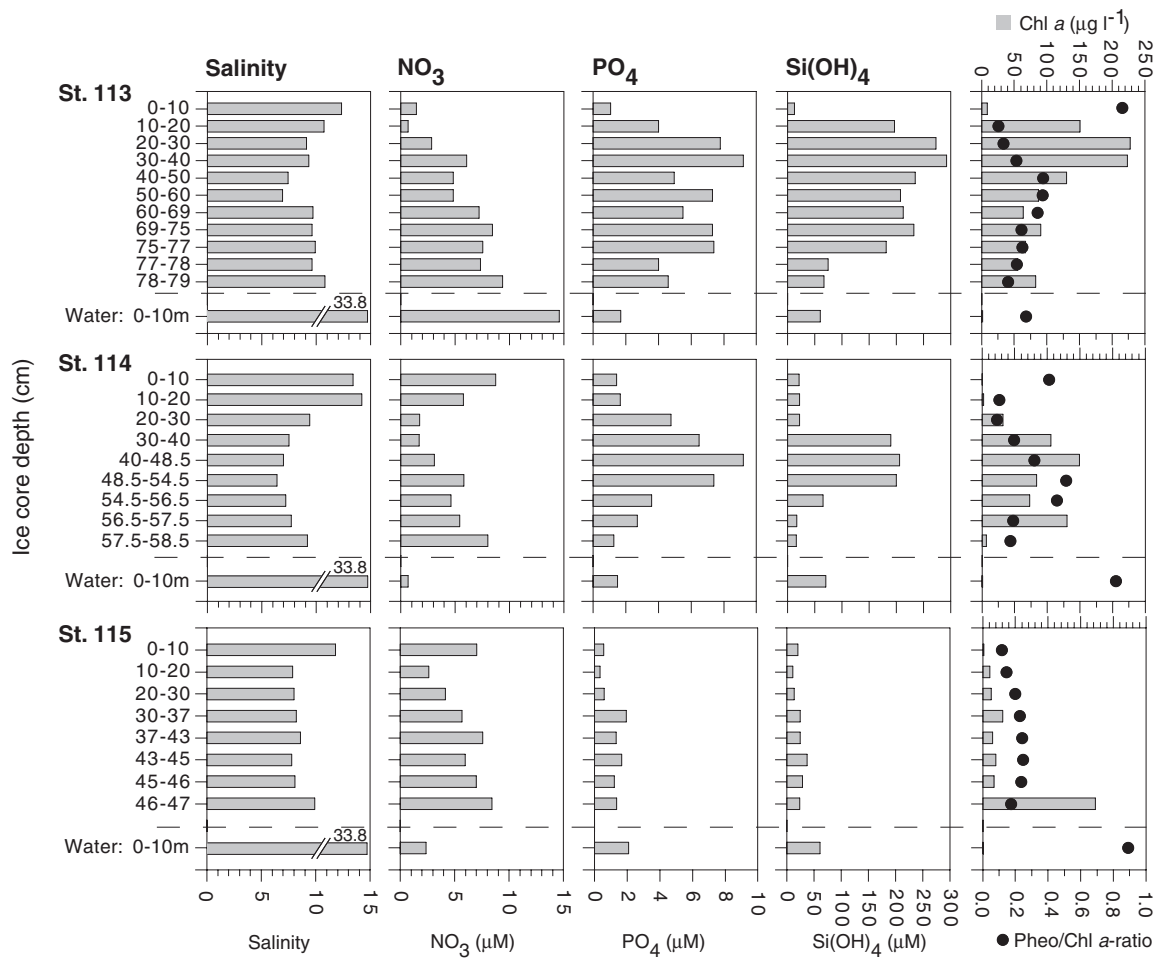 Chl a (μg l-1)
0 50 100 150 200 250
Salinity NO3 PO4 Si(OH)4
St. 113
0-10
10-20
20-30
30-40
40-50
50-60
60-69
69-75
75-77
77-78
78-79
33.8
Water: 0-10m
Ice core depth (cm)
St. 114
0-10
10-20
20-30
30-40
40-48.5
48.5-54.5
54.5-56.5
56.5-57.5
57.5-58.5
33.8
Water: 0-10m
St. 115
0-10
10-20
20-30
30-37
37-43
43-45
45-46
46-47
33.8
Water: 0-10m
0 5 10 15 0 5 10 15 0 2 4 6 8 10 0 50 100 150 200 250 300 0.0 0.2 0.4 0.6 0.8 1.0
Salinity NO3 (μM) PO4 (μM) Si(OH)4 (μM) Pheo/Chl a-ratio